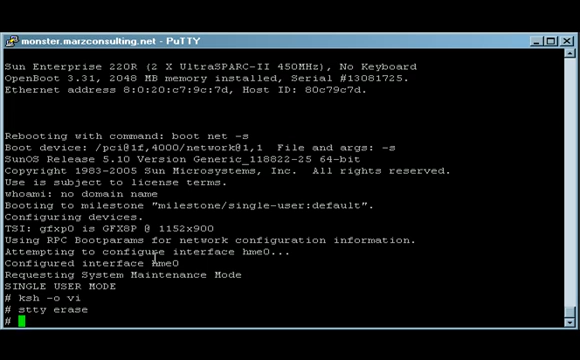 monster.marzconsulting.net - PuTTY
Sun Enterprise 220R (2 X UltraSPARC-II 450MHz), No Keyboard
OpenBoot 3.31, 2048 MB memory installed, Serial #13081725.
Ethernet address 8:0:20:c7:9c:7d, Host ID: 80c79c7d.
Rebooting with command: boot net -s
Boot device: /pci@1f,4000/network@1,1  File and args: -s
SunOS Release 5.10 Version Generic_118822-25 64-bit
Copyright 1983-2005 Sun Microsystems, Inc.  All rights reserved.
Use is subject to license terms.
whoami: no domain name
Booting to milestone "milestone/single-user:default".
Configuring devices.
TSI: gfxp0 is GFX8P @ 1152x900
Using RPC Bootparams for network configuration information.
Attempting to configure interface hme0...
Configured interface hme0
Requesting System Maintenance Mode
SINGLE USER MODE
# ksh -o vi
# stty erase
#